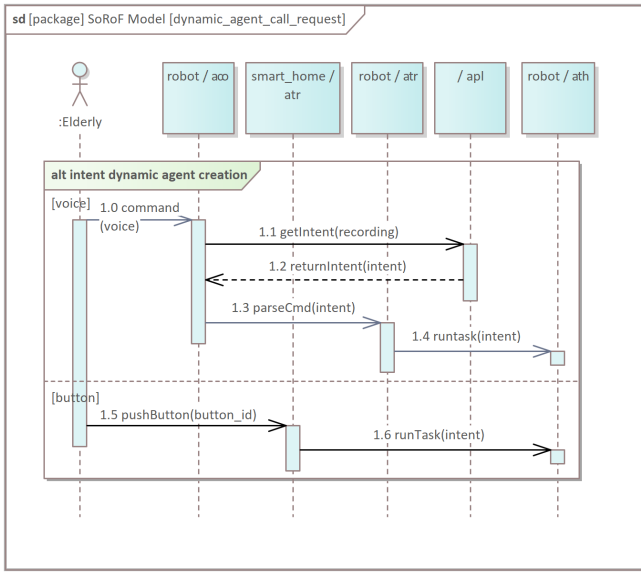 sd [package] SoRoF Model [dynamic_agent_call_request]
:Elderly
robot / aoo
smart_home /
atr
robot / atr
/ apl
robot / ath
alt intent dynamic agent creation
[voice]
1.0 command
(voice)
1.1 getIntent(recording)
1.2 returnIntent(intent)
1.3 parseCmd(intent)
1.4 runtask(intent)
[button]
1.5 pushButton(button_id)
1.6 runTask(intent)